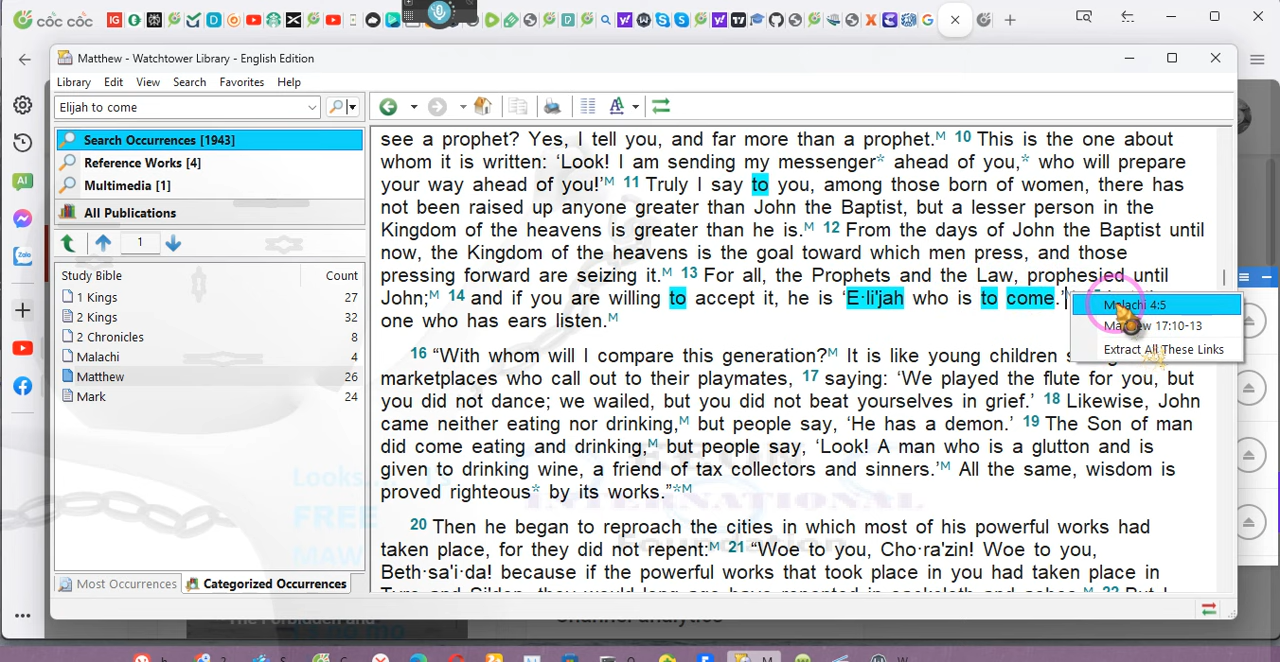 cốc cốc
Matthew - Watchtower Library - English Edition
Library Edit View Search Favorites Help
Elijah to come
Search Occurrences [1943]
Reference Works [4]
Multimedia [1]
All Publications
1
Study Bible Count
1 Kings 27
2 Kings 32
2 Chronicles 8
Malachi 4
Matthew 26
Mark 24
Most Occurrences Categorized Occurrences
see a prophet? Yes, I tell you, and far more than a prophet.M 10 This is the one about
whom it is written: ‘Look! I am sending my messenger* ahead of you,* who will prepare
your way ahead of you!’M 11 Truly I say to you, among those born of women, there has
not been raised up anyone greater than John the Baptist, but a lesser person in the
Kingdom of the heavens is greater than he is.M 12 From the days of John the Baptist until
now, the Kingdom of the heavens is the goal toward which men press, and those
pressing forward are seizing it.M 13 For all, the Prophets and the Law, prophesied until
John;M 14 and if you are willing to accept it, he is ‘E·li'jah who is to come.’
one who has ears listen.M
Malachi 4:5
Matthew 17:10-13
Extract All These Links
16 “With whom will I compare this generation?M It is like young children
marketplaces who call out to their playmates, 17 saying: ‘We played the flute for you, but
you did not dance; we wailed, but you did not beat yourselves in grief.’ 18 Likewise, John
came neither eating nor drinking,M but people say, ‘He has a demon.’ 19 The Son of man
did come eating and drinking,M but people say, ‘Look! A man who is a glutton and is
given to drinking wine, a friend of tax collectors and sinners.’M All the same, wisdom is
proved righteous* by its works.”*M
20 Then he began to reproach the cities in which most of his powerful works had
taken place, for they did not repent:M 21 “Woe to you, Cho·ra'zin! Woe to you,
Beth·sa'i·da! because if the powerful works that took place in you had taken place in
Looks
FREE
MAW
INTERNATIONAL
Foundation